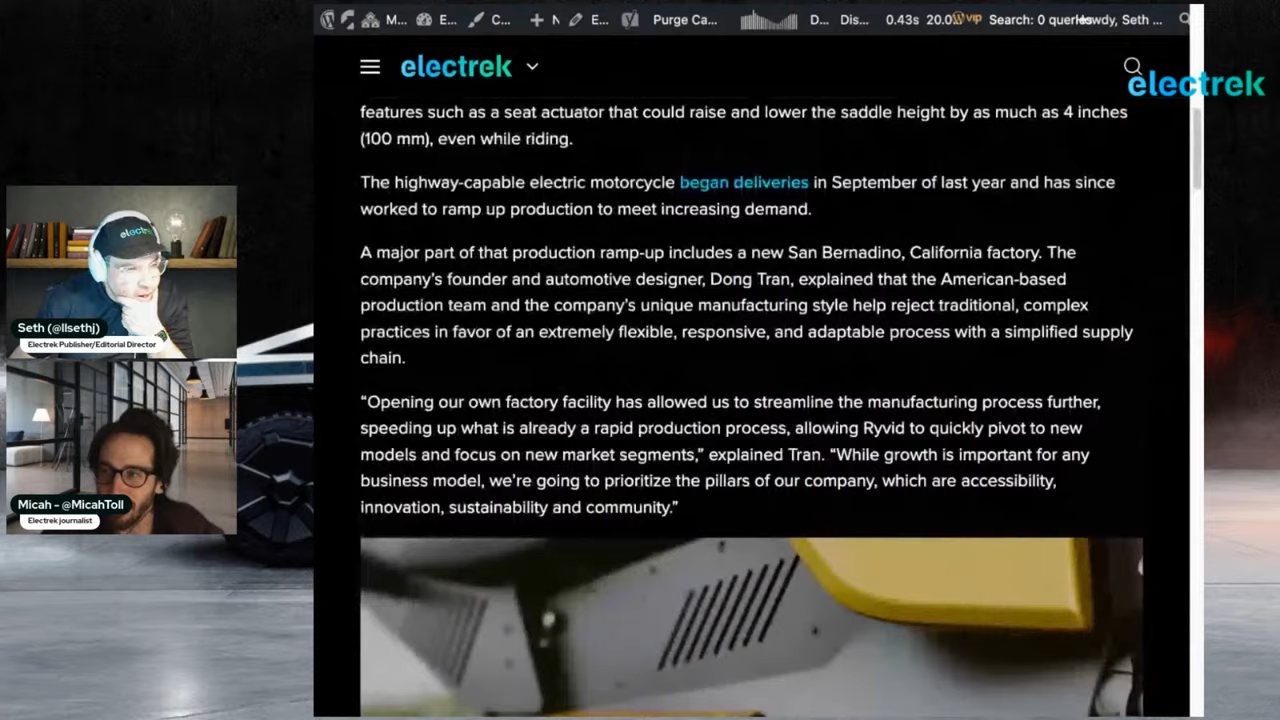 M... E... C... N E... Purge Ca... D... Dis... 0.43s 20.0 vip Search: 0 queries Howdy, Seth ...
electrek
electrek
features such as a seat actuator that could raise and lower the saddle height by as much as 4 inches
(100 mm), even while riding.
The highway-capable electric motorcycle began deliveries in September of last year and has since
worked to ramp up production to meet increasing demand.
A major part of that production ramp-up includes a new San Bernadino, California factory. The
company's founder and automotive designer, Dong Tran, explained that the American-based
production team and the company's unique manufacturing style help reject traditional, complex
practices in favor of an extremely flexible, responsive, and adaptable process with a simplified supply
chain.
“Opening our own factory facility has allowed us to streamline the manufacturing process further,
speeding up what is already a rapid production process, allowing Ryvid to quickly pivot to new
models and focus on new market segments,” explained Tran. “While growth is important for any
business model, we're going to prioritize the pillars of our company, which are accessibility,
innovation, sustainability and community.”
electrek
Seth (@llsethj)
Electrek Publisher/Editorial Director
Micah - @MicahToll
Electrek journalist